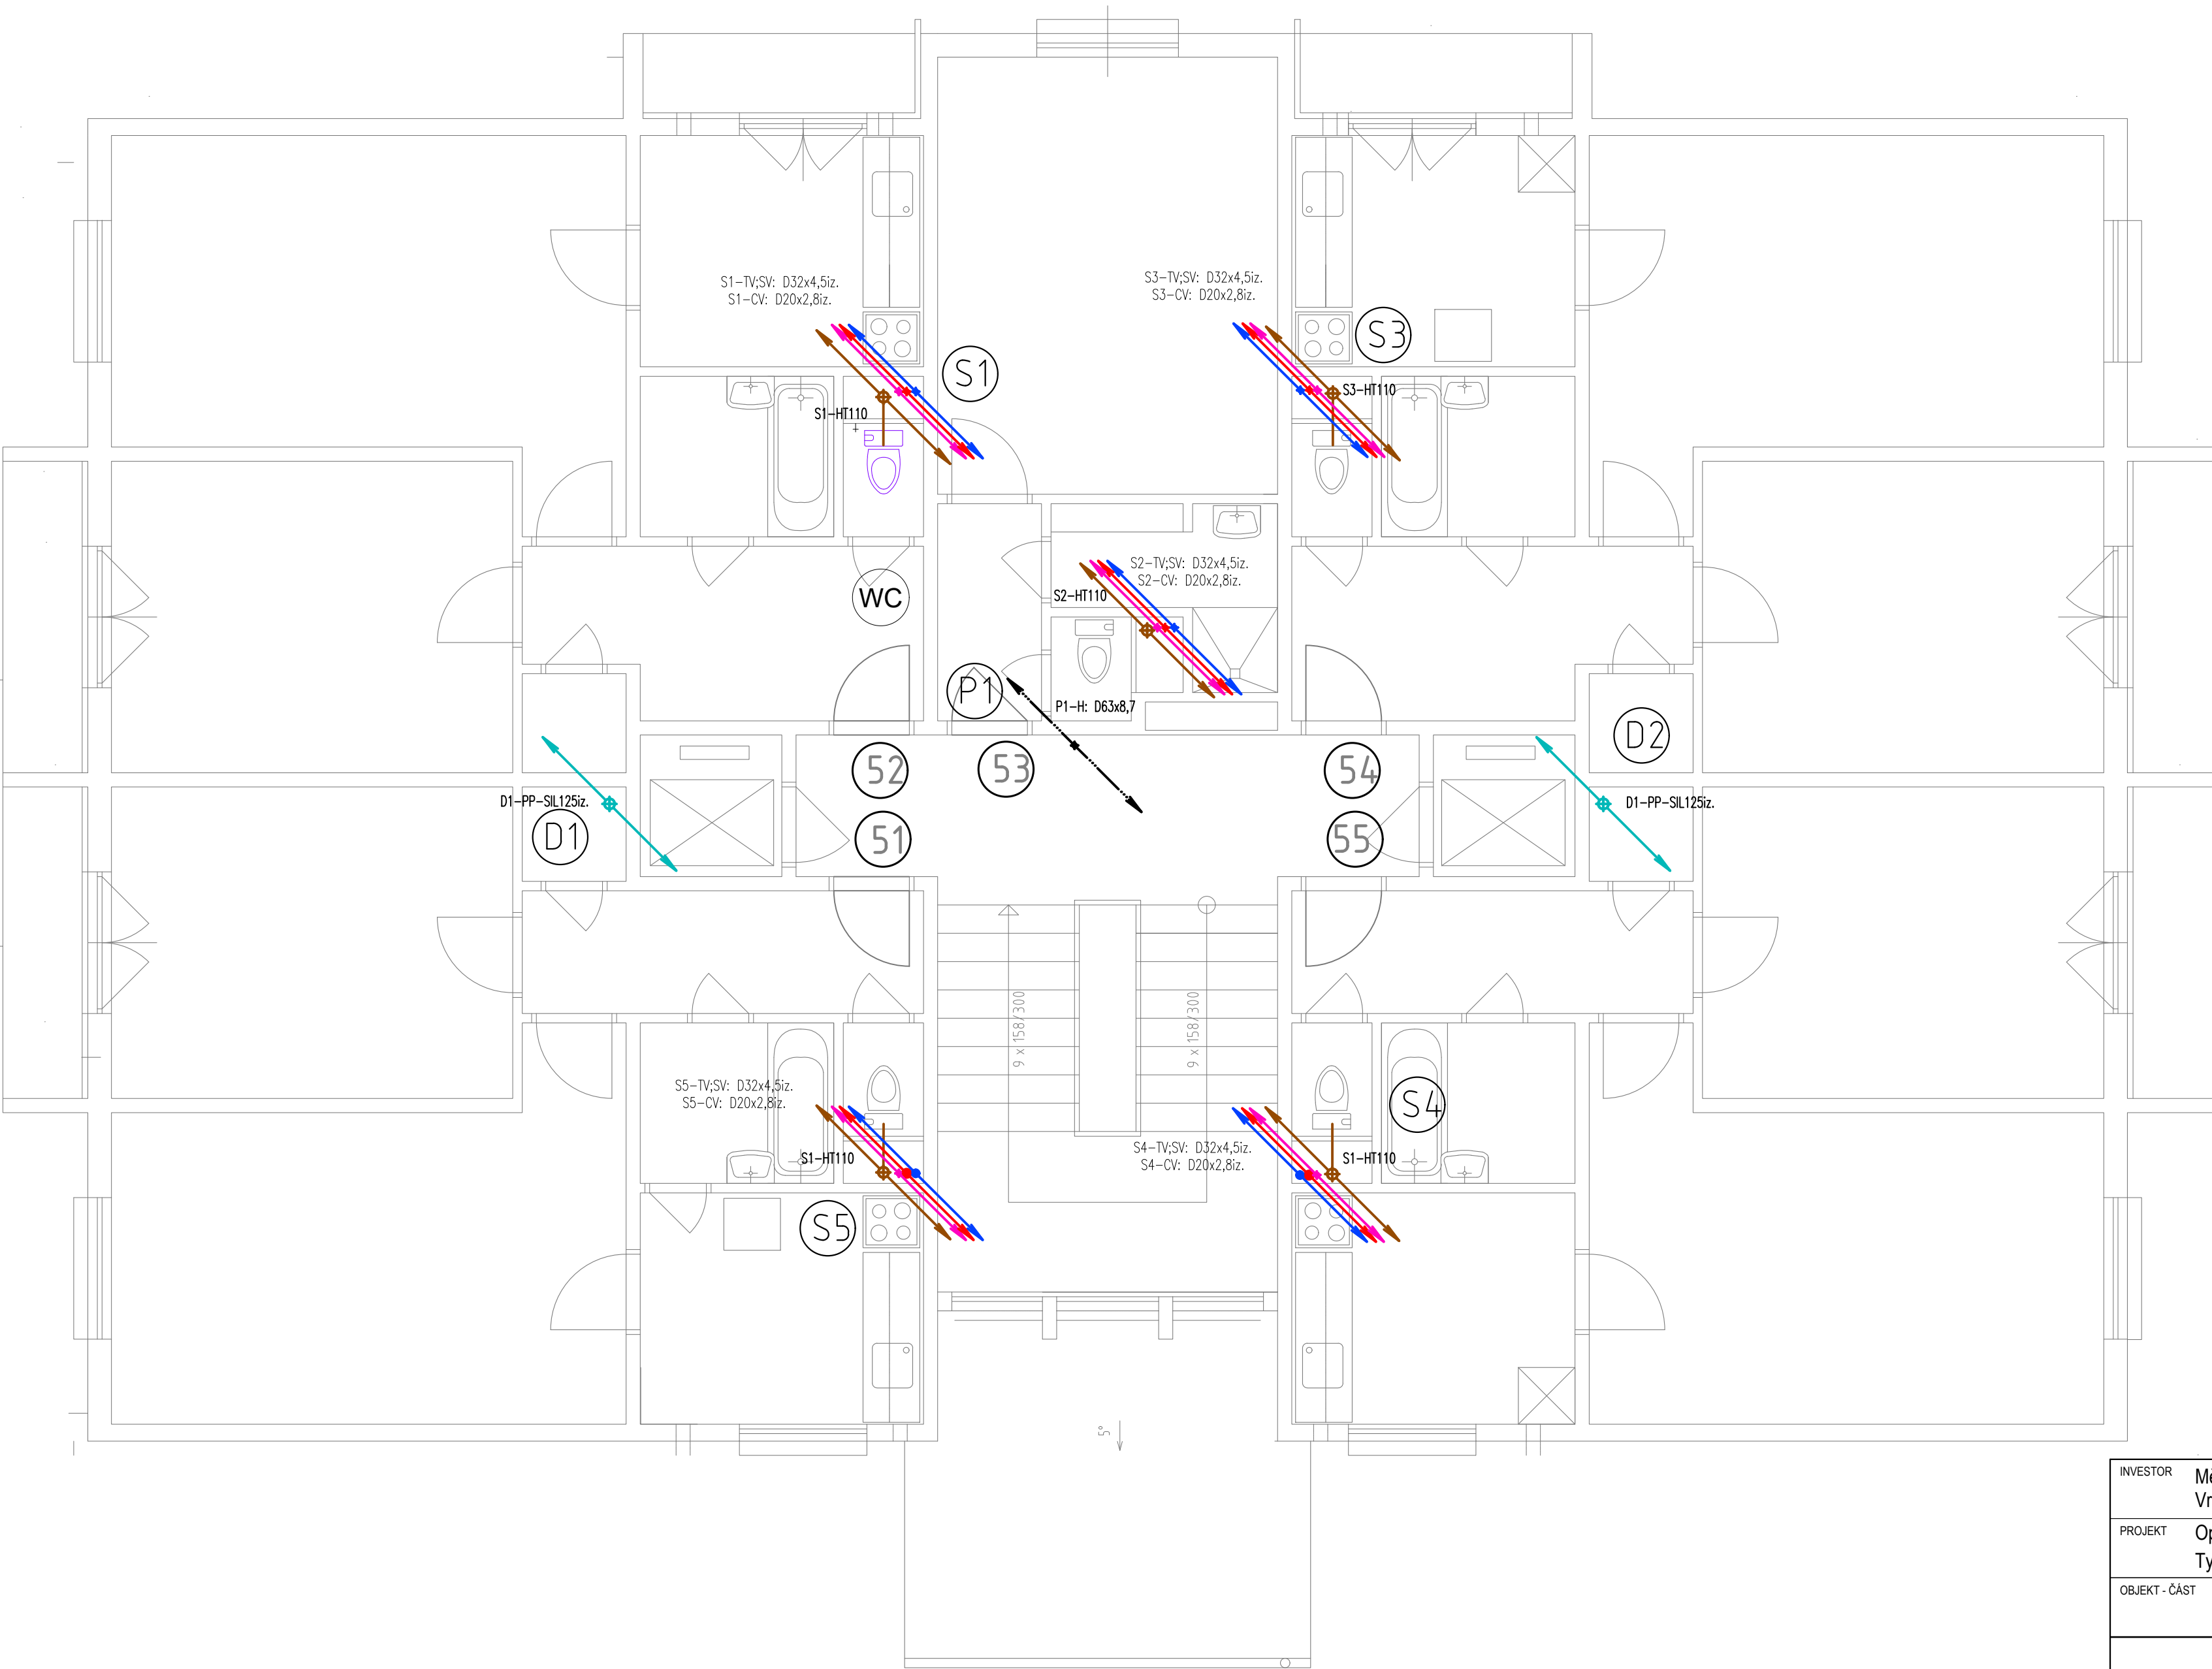 S1-TV;SV: D32x4,5iz.
S1-CV: D20x2,8iz.
S3-TV;SV: D32x4,5iz.
S3-CV: D20x2,8iz.
S3
S1
S3-HT110
S1-HT110
S2-TV;SV: D32x4,5iz.
S2-CV: D20x2,8iz.
WC
S2-HT110
P1
P1-H: D63x8,7
D2
52
53
54
D1-PP-SIL125iz.
D1-PP-SIL125iz.
D1
51
55
9 x 158/300
9 x 158/300
S5-TV;SV: D32x4,5iz.
S5-CV: D20x2,8iz.
S4
S4-TV;SV: D32x4,5iz.
S4-CV: D20x2,8iz.
S1-HT110
S1-HT110
S5
5°
INVESTOR
PROJEKT
OBJEKT - ČÁST